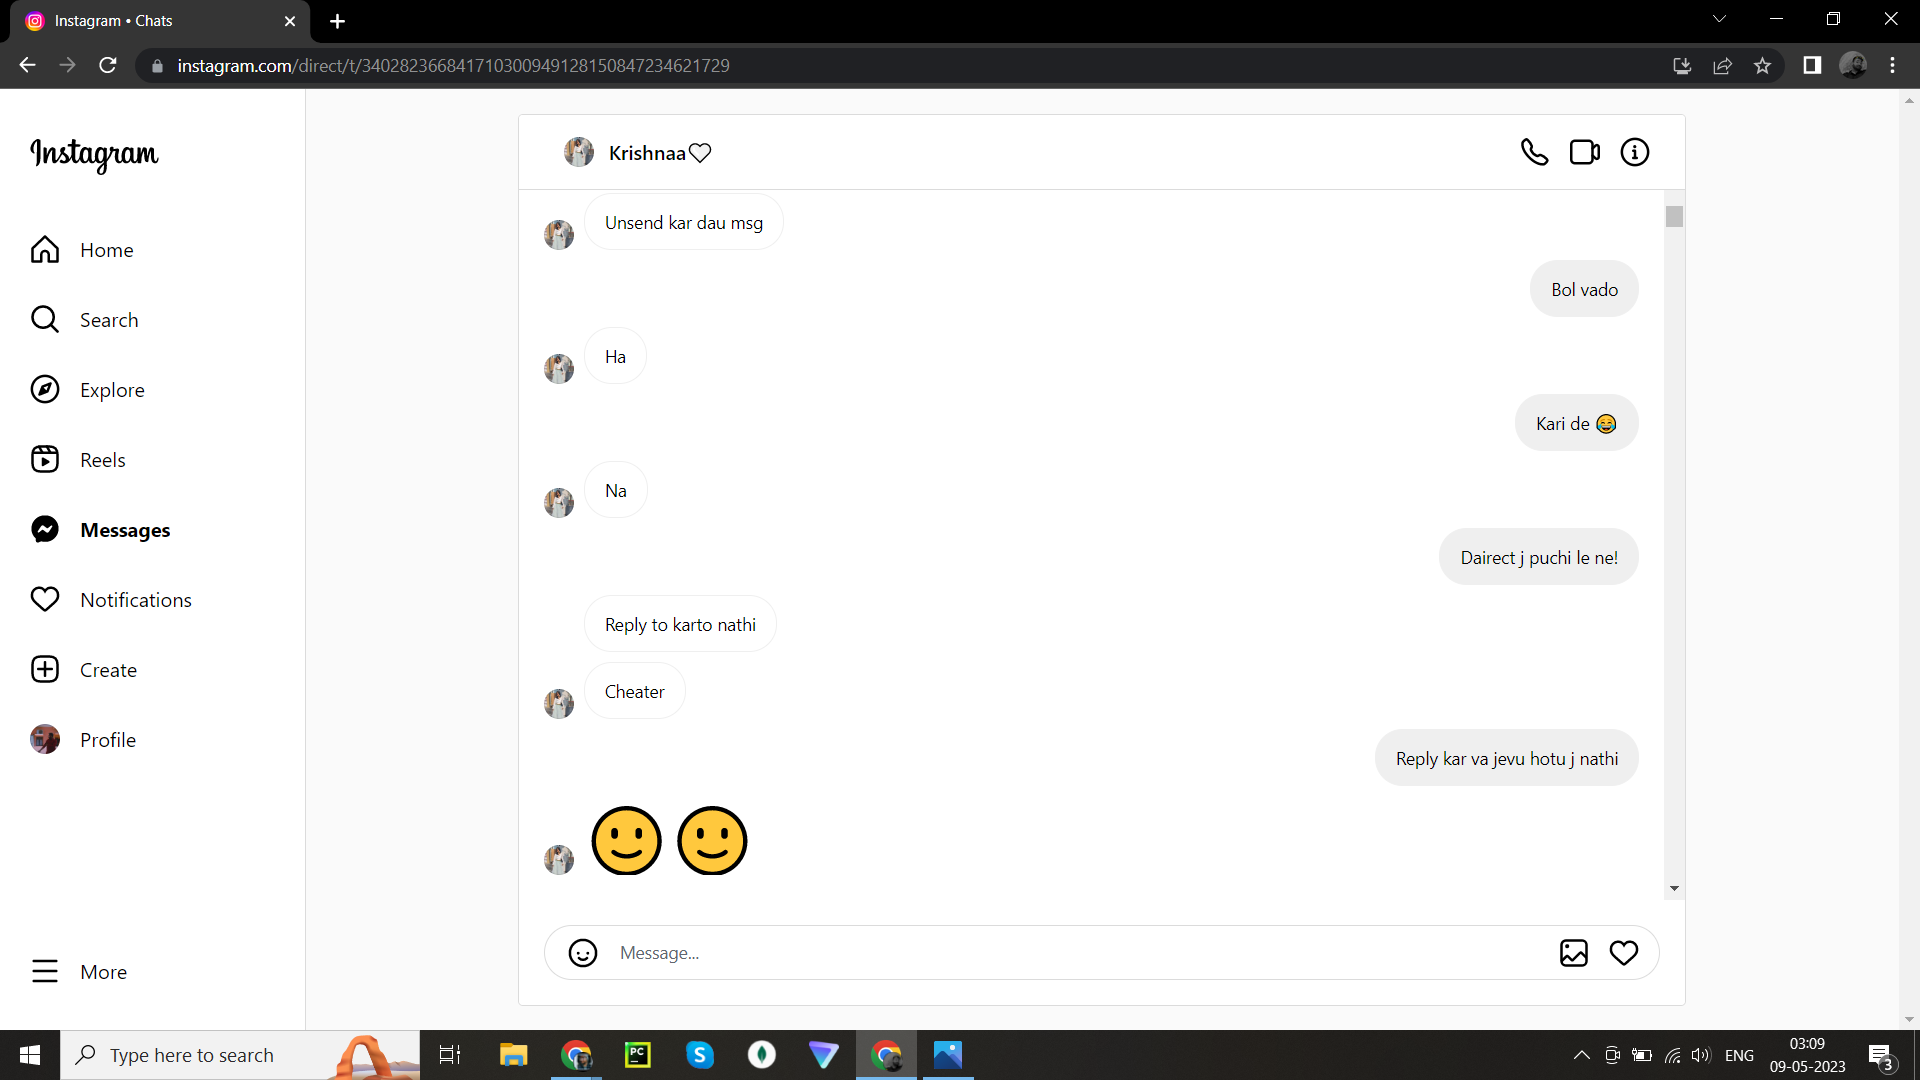 Instagram • Chats
instagram.com/direct/t/340282366841710300949128150847234621729
Instagram
Home
Search
Explore
Reels
Messages
Notifications
Create
Profile
More
Krishnaa♡
Unsend kar dau msg
Bol vado
Ha
Kari de 😂
Na
Dairect j puchi le ne!
Reply to karto nathi
Cheater
Reply kar va jevu hotu j nathi
🙂 🙂
Message...
Type here to search
PC
S
ENG
03:09
09-05-2023
3